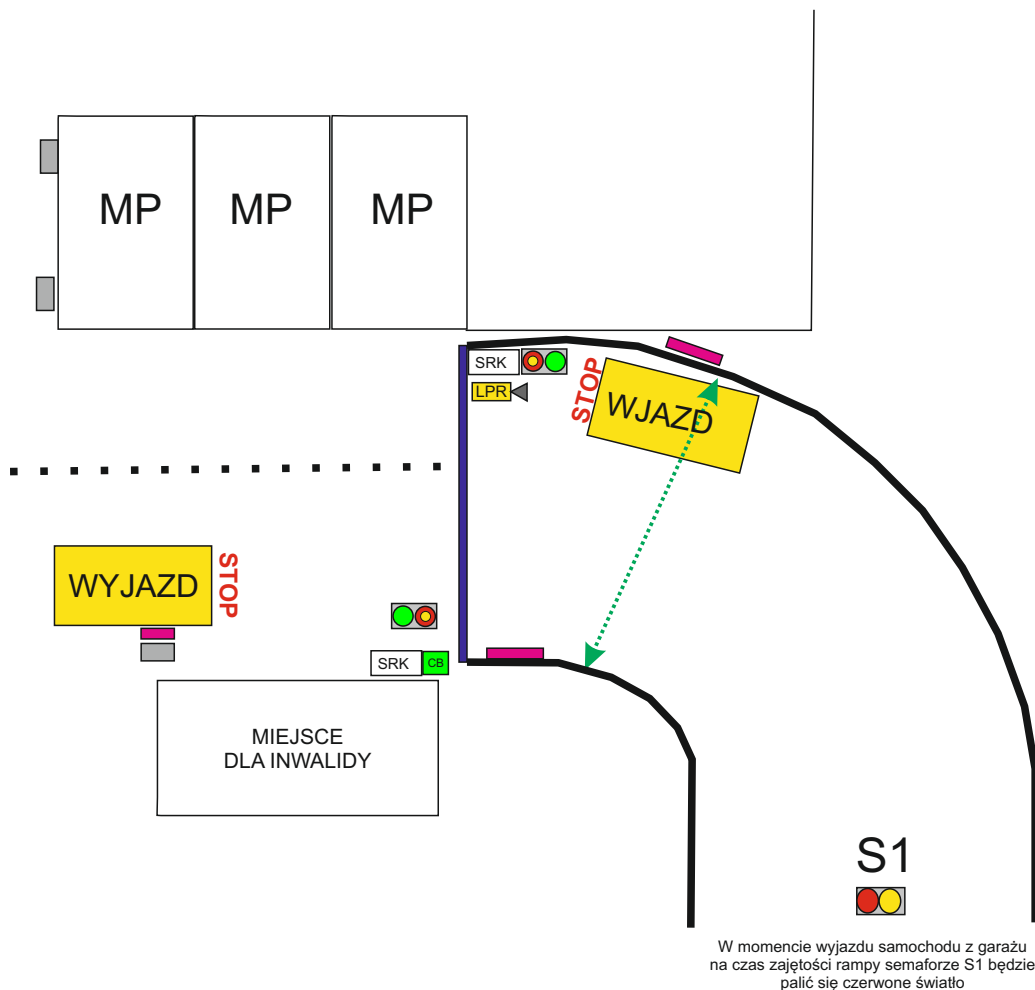 MP
MP
MP
SRK
LPR
STOP
WJAZD
WYJAZD
STOP
SRK
CB
MIEJSCE
DLA INWALIDY
S1
W momencie wyjazdu samochodu z garażu
na czas zajętości rampy semaforze S1 będzie
palić się czerwone światło